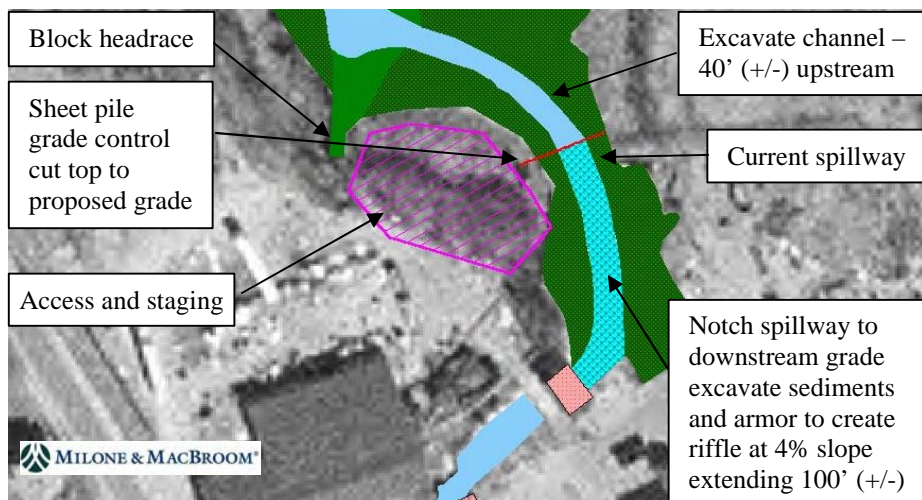 Block headrace
Sheet pile
grade control
cut top to
proposed grade
Access and staging
Excavate channel –
40’ (+/-) upstream
Current spillway
Notch spillway to
downstream grade
excavate sediments
and armor to create
riffle at 4% slope
extending 100’ (+/-)
MILONE & MACBROOM®